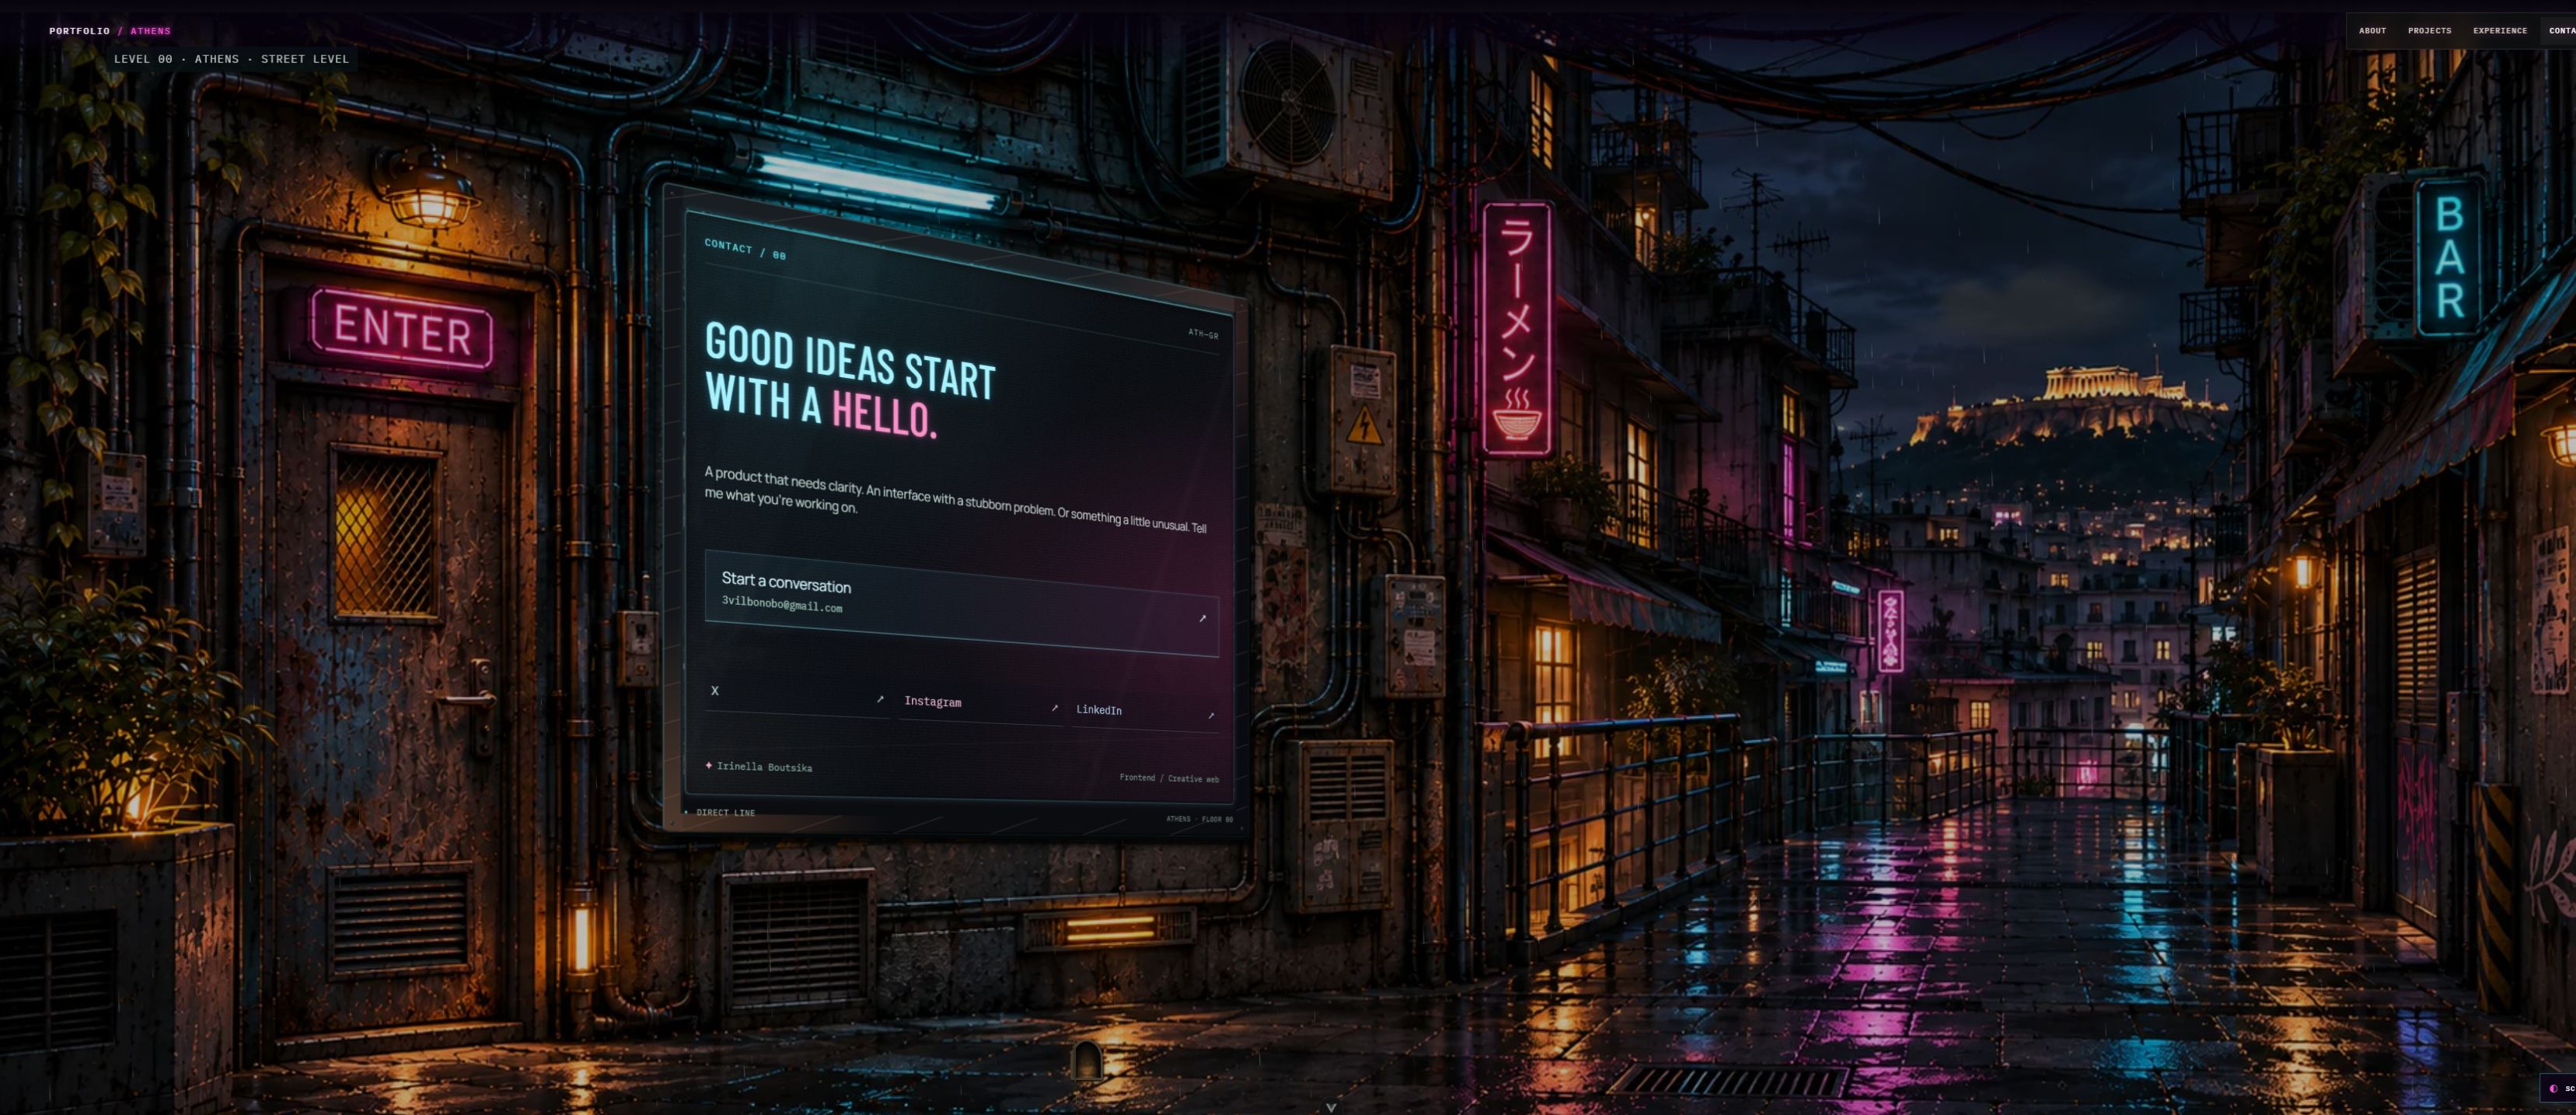 PORTFOLIO / ATHENS
ABOUT PROJECTS EXPERIENCE
LEVEL 00 · ATHENS · STREET LEVEL
ENTER
CONTACT / 00
ATH—GR
GOOD IDEAS START
WITH A HELLO.
A product that needs clarity. An interface with a stubborn problem. Or something a little unusual. Tell
me what you're working on.
Start a conversation
3vilbonobo@gmail.com
X
Instagram
LinkedIn
Irinella Boutsika
Frontend / Creative web
DIRECT LINE
ATHENS · FLOOR 00
ラーメン
BAR